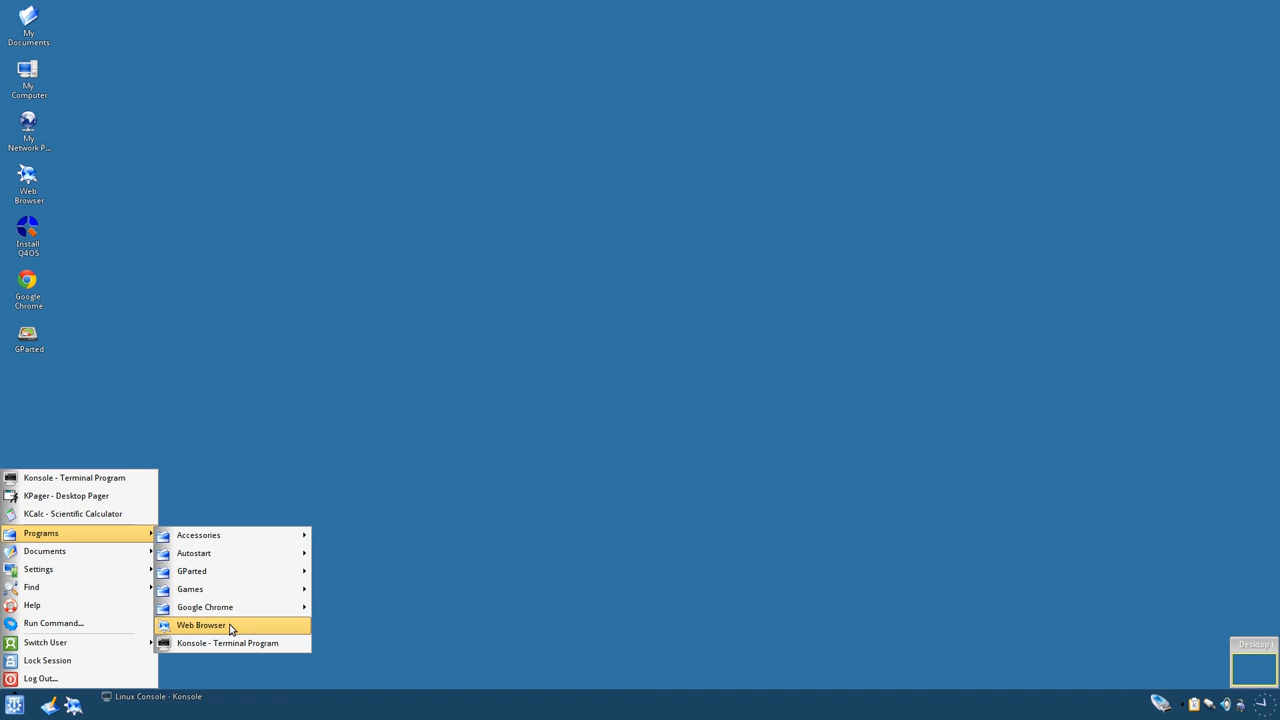 My
Documents
My
Computer
My
Network P...
Web
Browser
Install
Q4OS
Google
Chrome
GParted
Konsole - Terminal Program
KPager - Desktop Pager
KCalc - Scientific Calculator
Programs
Documents
Settings
Find
Help
Run Command...
Switch User
Lock Session
Log Out...
Accessories
Autostart
GParted
Games
Google Chrome
Web Browser
Konsole - Terminal Program
Desktop 1
Linux Console - Konsole